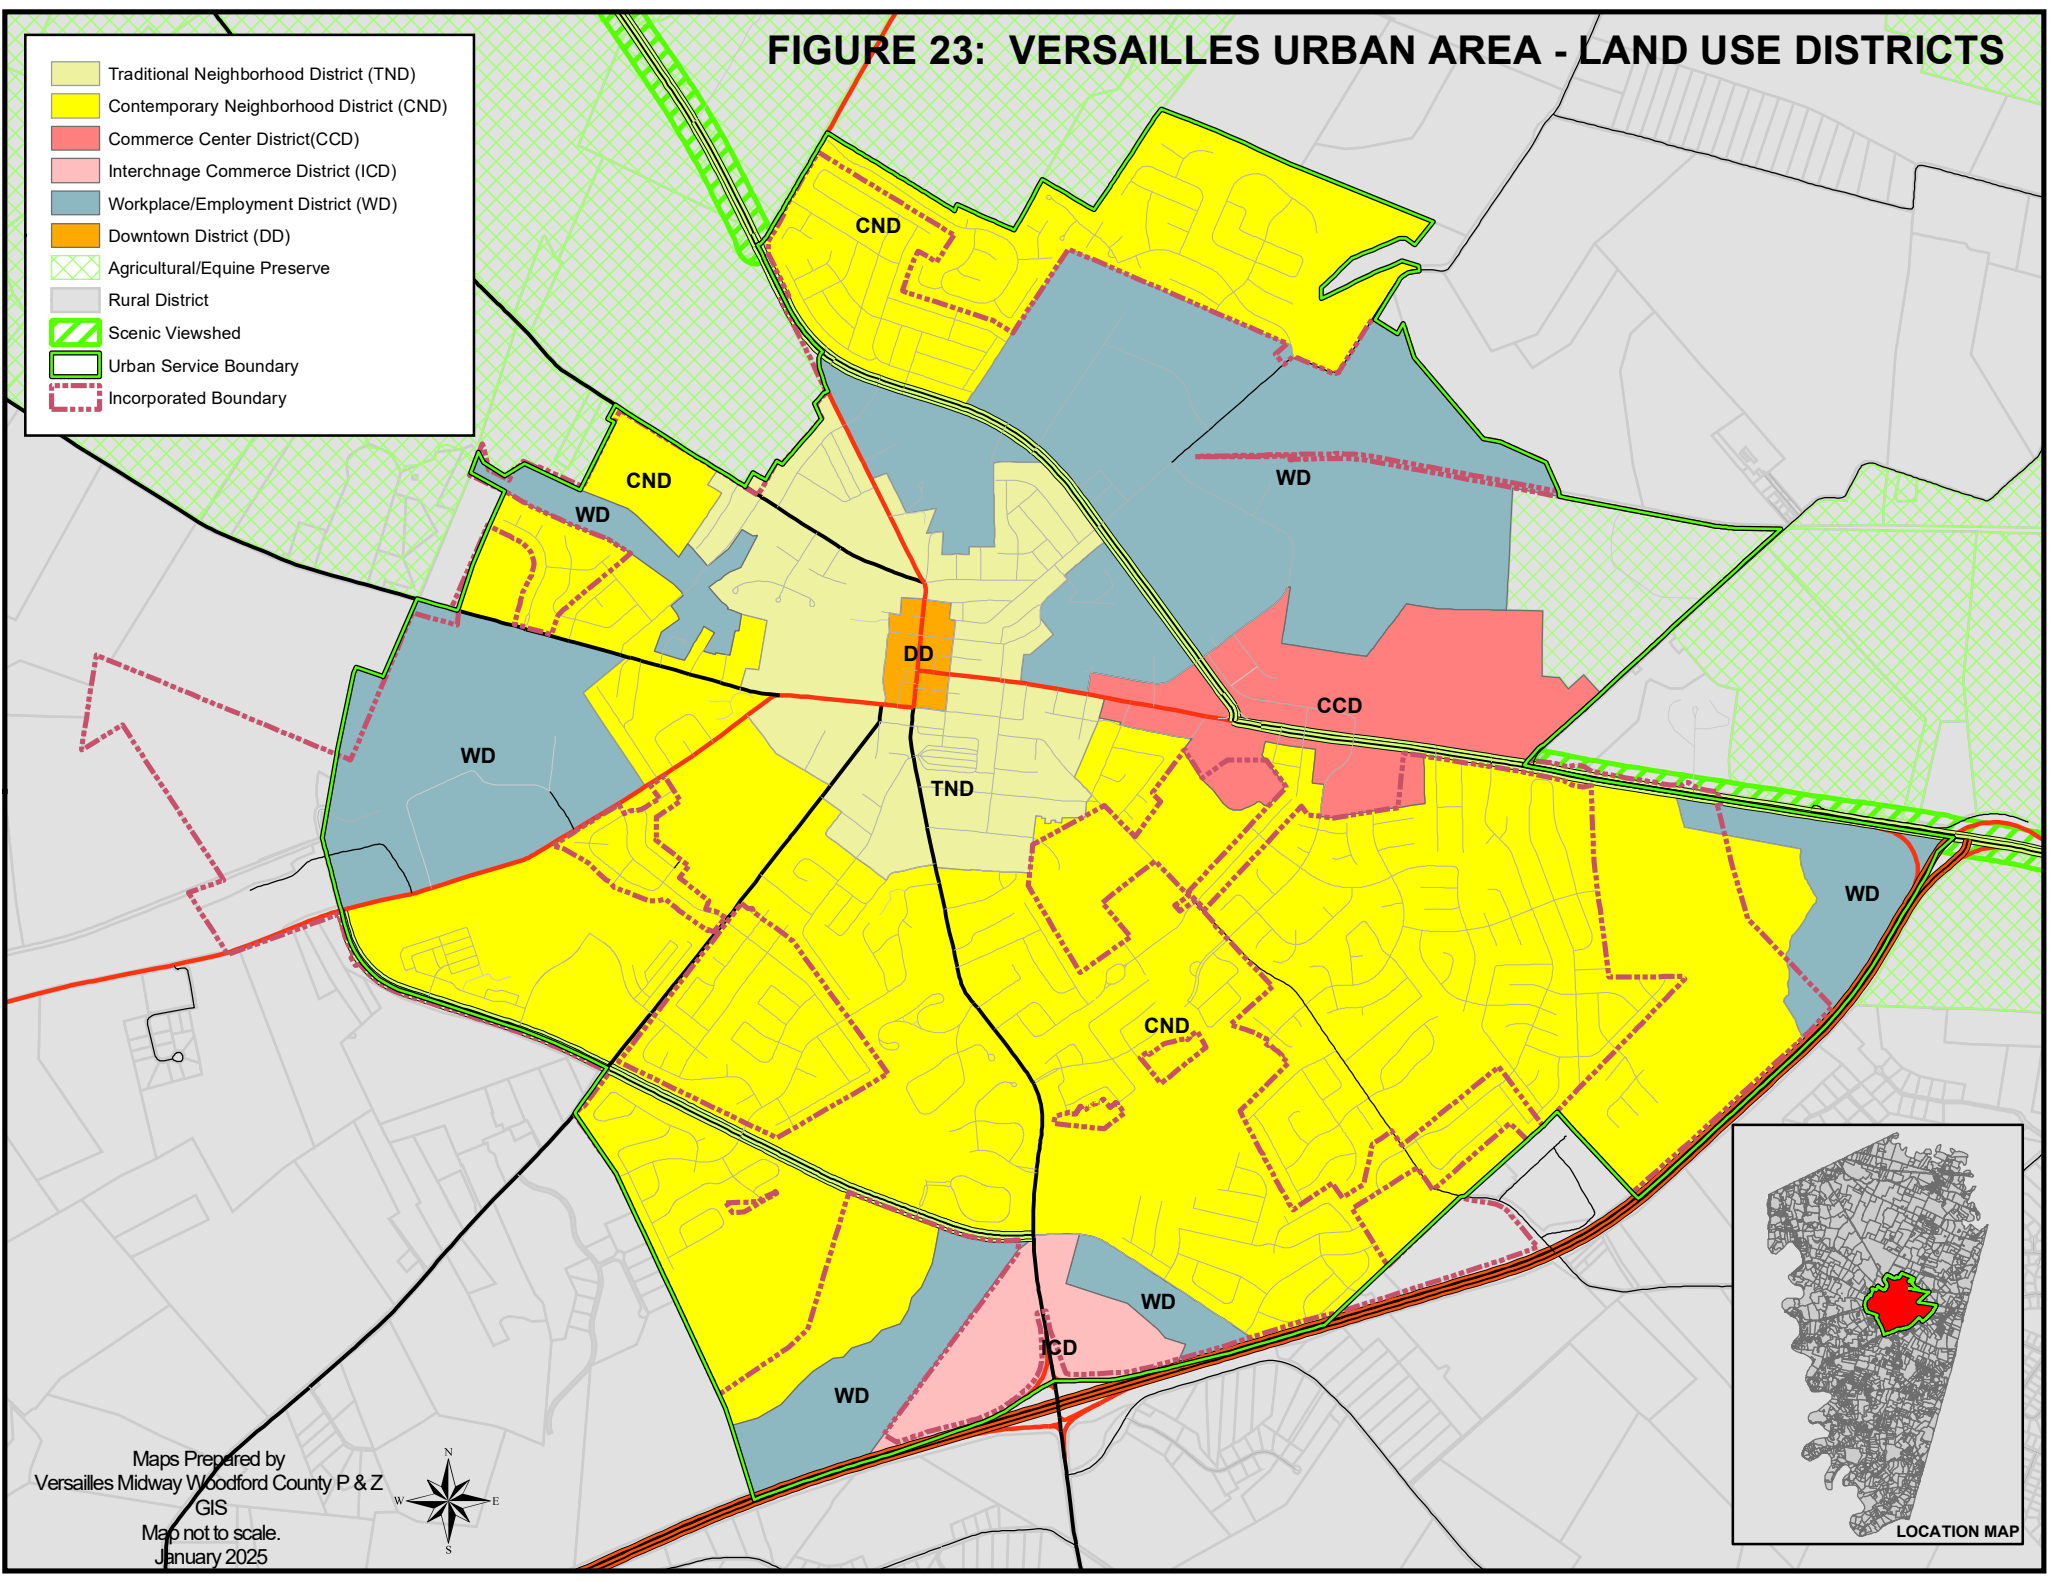 FIGURE 23: VERSAILLES URBAN AREA - LAND USE DISTRICTS
Traditional Neighborhood District (TND)
Contemporary Neighborhood District (CND)
Commerce Center District(CCD)
Interchnage Commerce District (ICD)
Workplace/Employment District (WD)
Downtown District (DD)
Agricultural/Equine Preserve
Rural District
Scenic Viewshed
Urban Service Boundary
Incorporated Boundary
CND
CND
WD
WD
DD
CCD
WD
TND
WD
CND
WD
ICD
WD
Maps Prepared by
Versailles Midway Woodford County P & Z
GIS
Map not to scale.
January 2025
N
W
E
S
LOCATION MAP